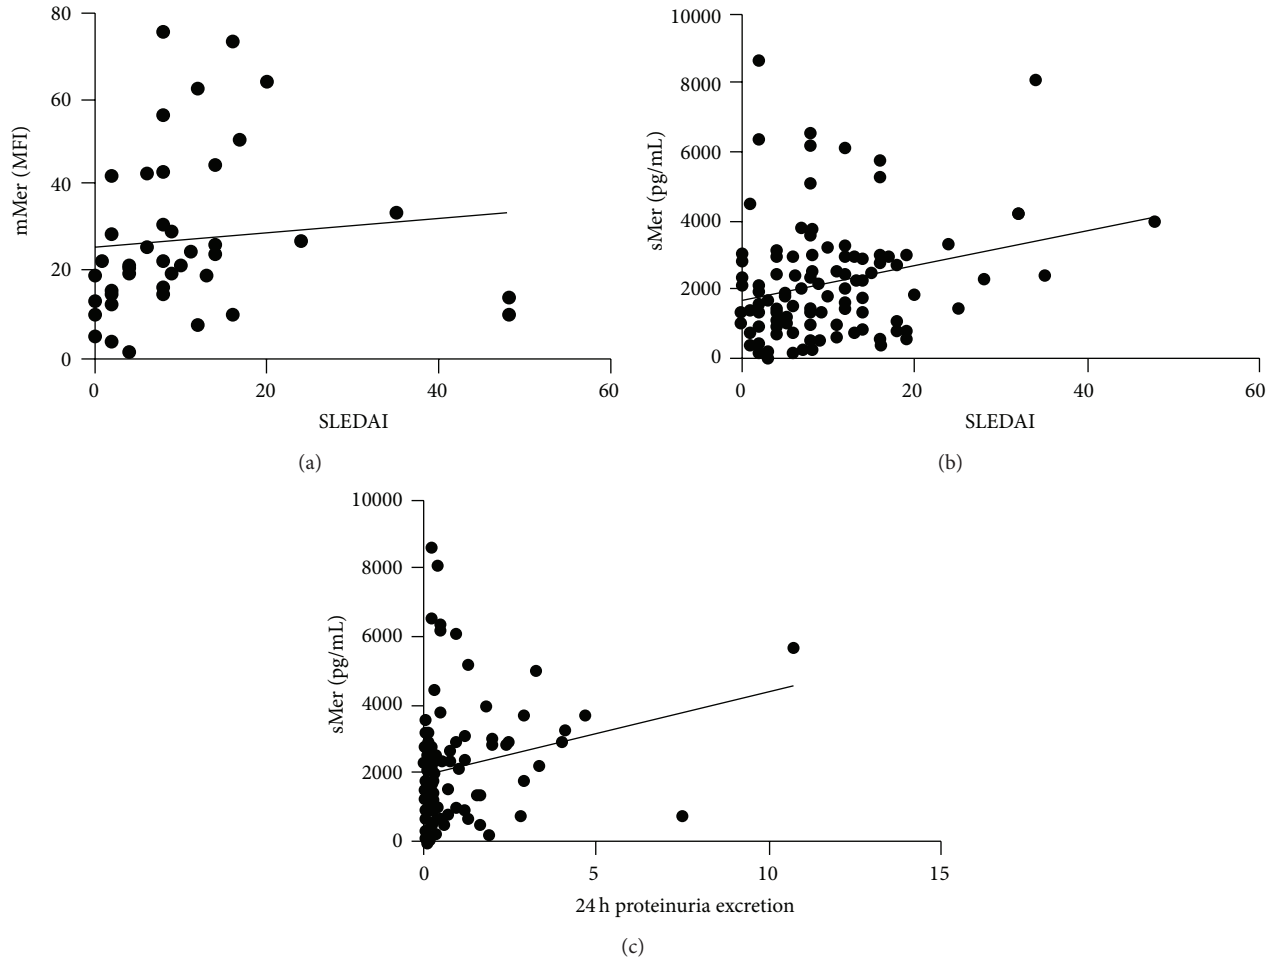 80
60
40
20
0
mMer (MFI)
0 20 40 60
SLEDAI
(a)
10000
8000
6000
4000
2000
0
sMer (pg/mL)
0 20 40 60
SLEDAI
(b)
10000
8000
6000
4000
2000
0
sMer (pg/mL)
0 5 10 15
24 h proteinuria excretion
(c)